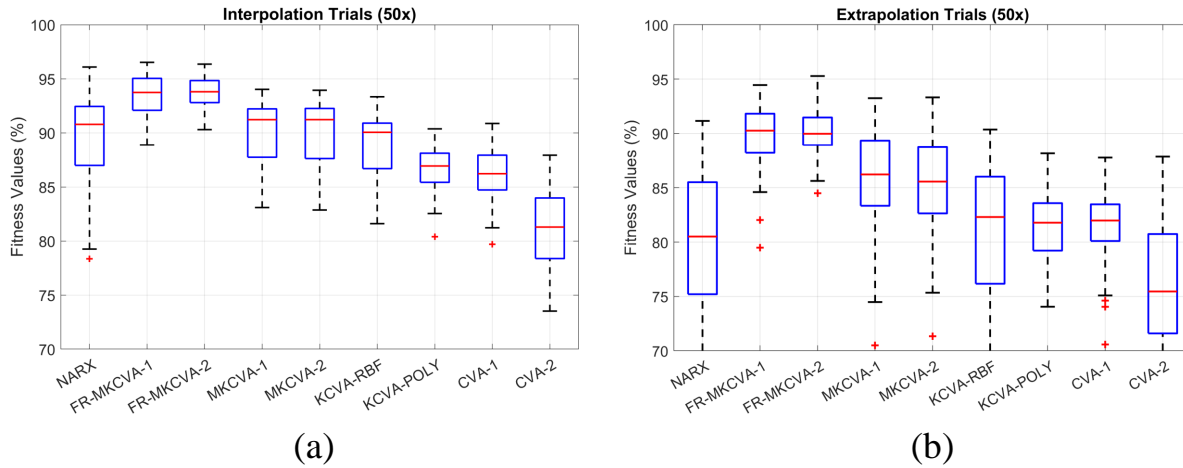 Interpolation Trials (50x)
Fitness Values (%)
100
95
90
85
80
75
70
NARX
FR-MKCVA-1
FR-MKCVA-2
MKCVA-1
MKCVA-2
KCVA-RBF
KCVA-POLY
CVA-1
CVA-2
(a)
Extrapolation Trials (50x)
Fitness Values (%)
100
95
90
85
80
75
70
NARX
FR-MKCVA-1
FR-MKCVA-2
MKCVA-1
MKCVA-2
KCVA-RBF
KCVA-POLY
CVA-1
CVA-2
(b)